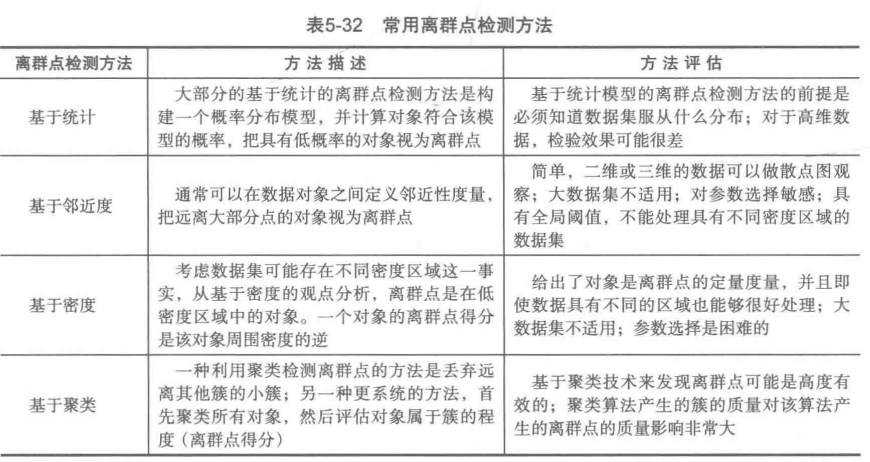 表5-32 常用离群点检测方法
离群点检测方法 方法描述 方法评估
基于统计
大部分的基于统计的离群点检测方法是构
建一个概率分布模型，并计算对象符合该模
型的概率，把具有低概率的对象视为离群点
基于统计模型的离群点检测方法的前提是
必须知道数据集服从什么分布；对于高维数
据，检验效果可能很差
基于邻近度
通常可以在数据对象之间定义邻近性度量，
把远离大部分点的对象视为离群点
简单，二维或三维的数据可以做散点图观
察；大数据集不适用；对参数选择敏感；具
有全局阈值，不能处理具有不同密度区域的
数据集
基于密度
考虑数据集可能存在不同密度区域这一事
实，从基于密度的观点分析，离群点是在低
密度区域中的对象。一个对象的离群点得分
是该对象周围密度的逆
给出了对象是离群点的定量度量，并且即
使数据具有不同的区域也能够很好处理；大
数据集不适用；参数选择是困难的
基于聚类
一种利用聚类检测离群点的方法是丢弃远
离其他簇的小簇；另一种更系统的方法，首
先聚类所有对象，然后评估对象属于簇的程
度（离群点得分）
基于聚类技术来发现离群点可能是高度有
效的；聚类算法产生的簇的质量对该算法产
生的离群点的质量影响非常大